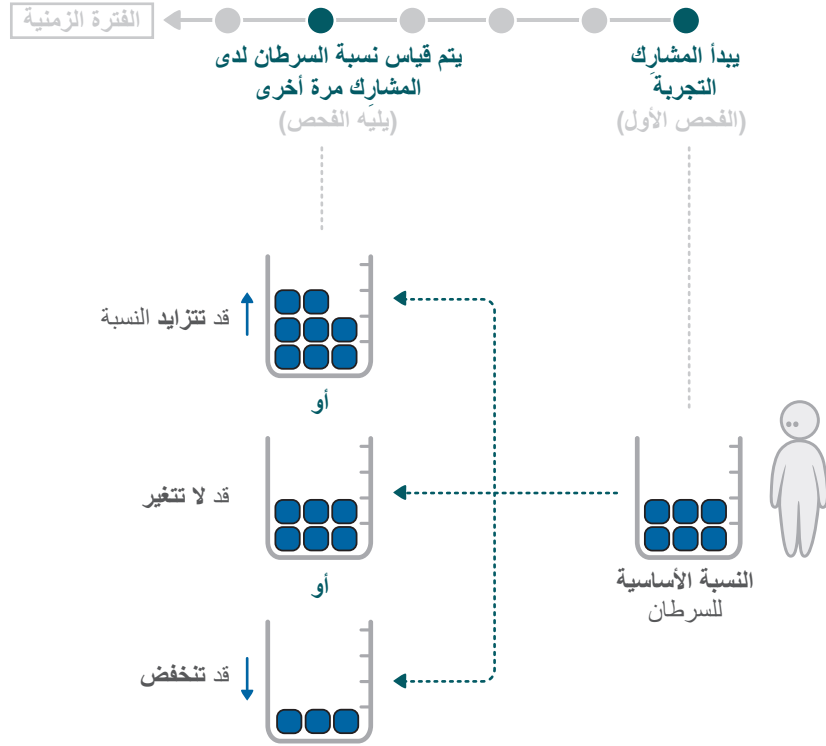 الفترة الزمنية
يبدأ المشارِك
التجربة
(الفحص الأول)
يتم قياس نسبة السرطان لدى
المشارِك مرة أخرى
(يليه الفحص)
قد تتزايد النسبة
أو
قد لا تتغير
أو
قد تنخفض
النسبة الأساسية
للسرطان